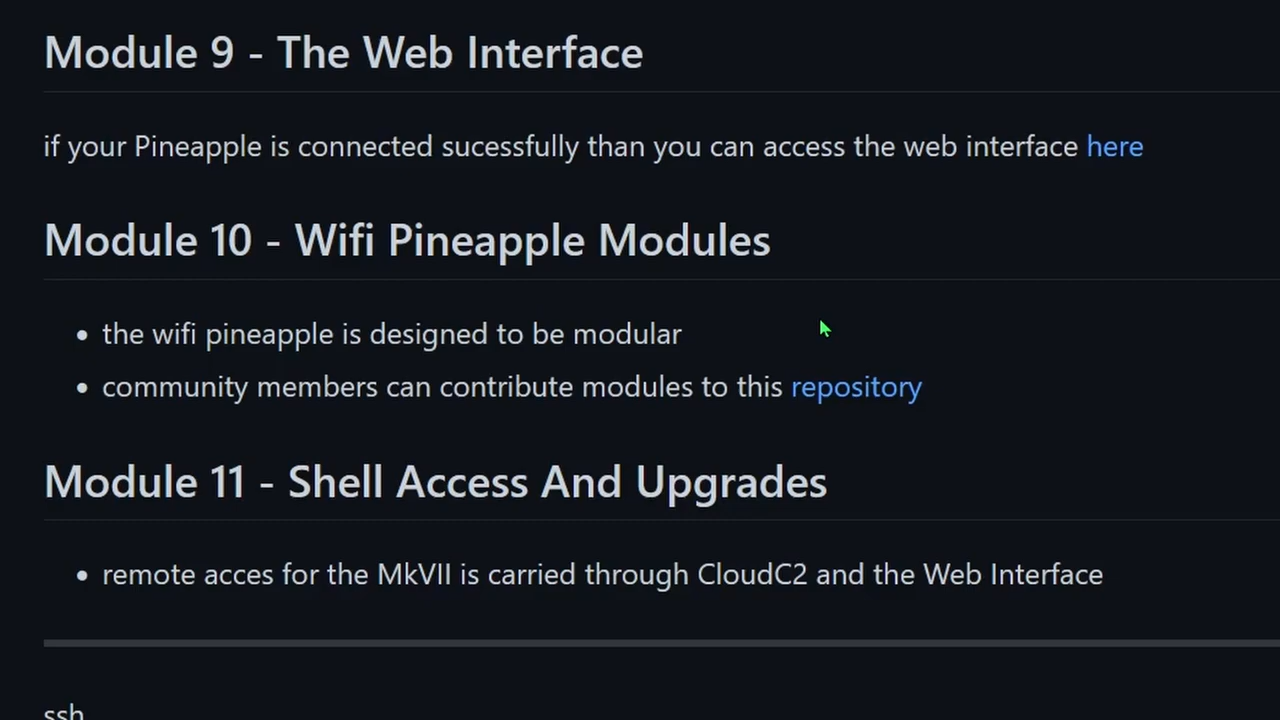 Module 9 - The Web Interface
if your Pineapple is connected sucessfully than you can access the web interface here
Module 10 - Wifi Pineapple Modules
the wifi pineapple is designed to be modular
community members can contribute modules to this repository
Module 11 - Shell Access And Upgrades
remote acces for the MkVII is carried through CloudC2 and the Web Interface
ssh